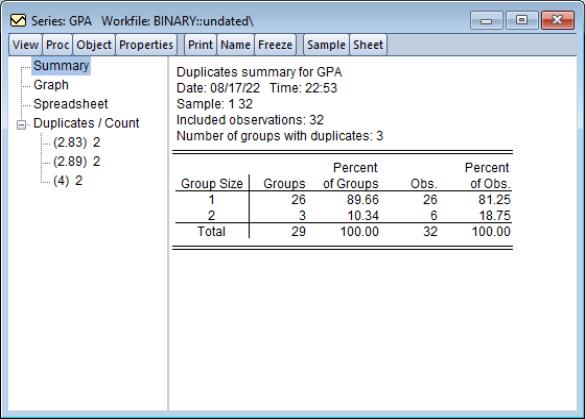 Series: GPA Workfile: BINARY::undated\
View Proc Object Properties Print Name Freeze Sample Sheet
Summary
Graph
Spreadsheet
Duplicates / Count
(2.83) 2
(2.89) 2
(4) 2
Duplicates summary for GPA
Date: 08/17/22 Time: 22:53
Sample: 1 32
Included observations: 32
Number of groups with duplicates: 3
Percent Percent
Group Size Groups of Groups Obs. of Obs.
1 26 89.66 26 81.25
2 3 10.34 6 18.75
Total 29 100.00 32 100.00